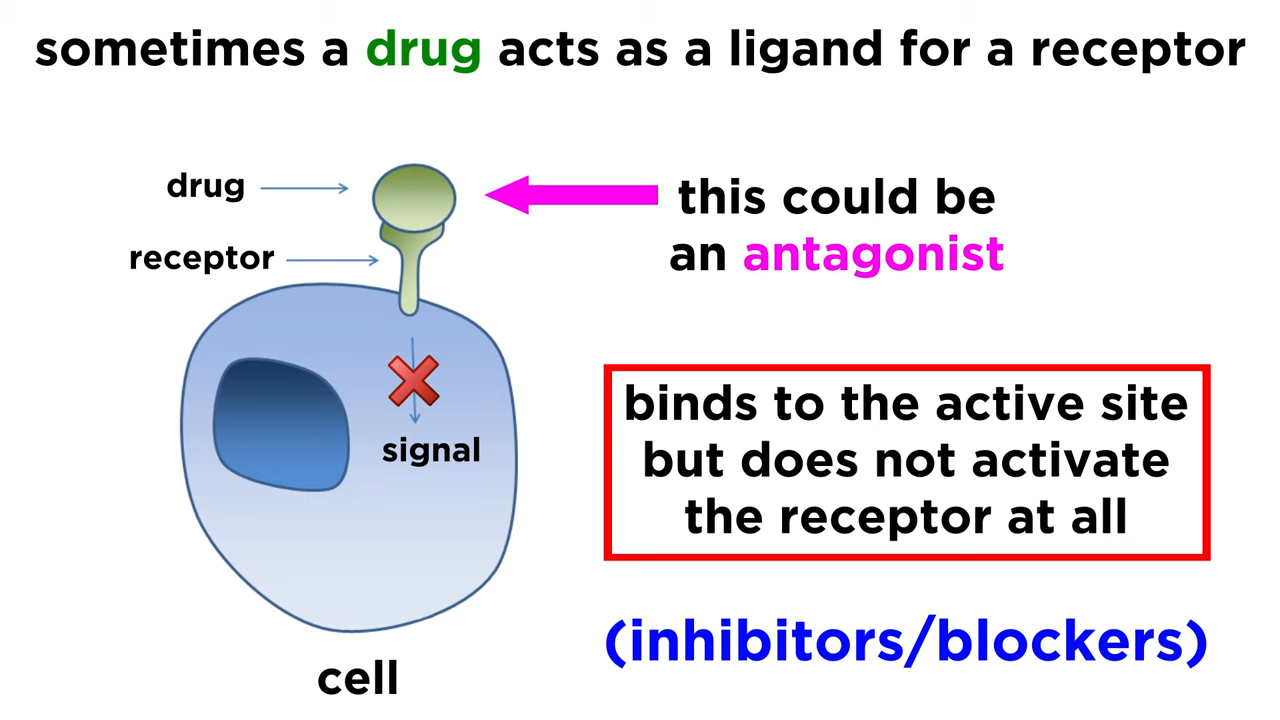 sometimes a drug acts as a ligand for a receptor
drug
receptor
this could be
an antagonist
signal
binds to the active site
but does not activate
the receptor at all
(inhibitors/blockers)
cell